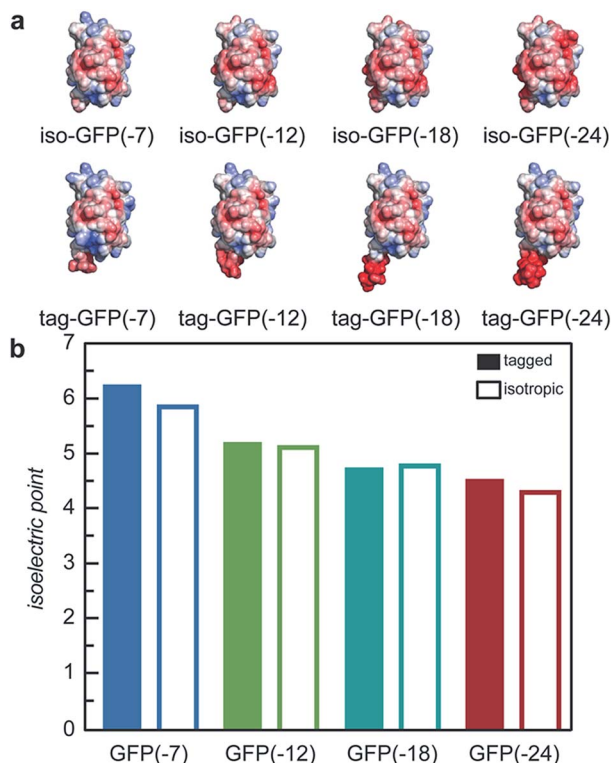 a
iso-GFP(-7) iso-GFP(-12) iso-GFP(-18) iso-GFP(-24)
tag-GFP(-7) tag-GFP(-12) tag-GFP(-18) tag-GFP(-24)
b
7
6
5
4
3
2
1
0
isoelectric point
tagged
isotropic
GFP(-7) GFP(-12) GFP(-18) GFP(-24)